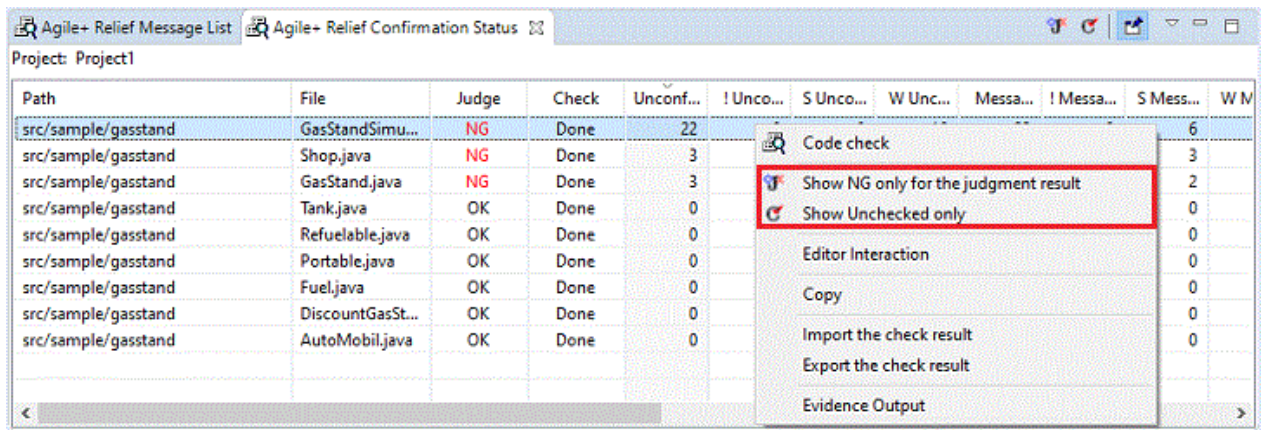 Agile+ Relief Message List Agile+ Relief Confirmation Status
Project: Project1
Path File Judge Check Unconf... ! Unco... S Unco... W Unc... Messa... ! Messa... S Mess... W M
src/sample/gasstand GasStandSimu... NG Done 22 6
Code check
src/sample/gasstand Shop.java NG Done 3 3
src/sample/gasstand GasStand.java NG Done 3 Show NG only for the judgment result 2
src/sample/gasstand Tank.java OK Done 0 Show Unchecked only 0
src/sample/gasstand Refuelable.java OK Done 0 0
Editor Interaction
src/sample/gasstand Portable.java OK Done 0 0
src/sample/gasstand Fuel.java OK Done 0 Copy 0
src/sample/gasstand DiscountGasSt... OK Done 0 0
src/sample/gasstand AutoMobil.java OK Done 0 Import the check result 0
Export the check result
Evidence Output